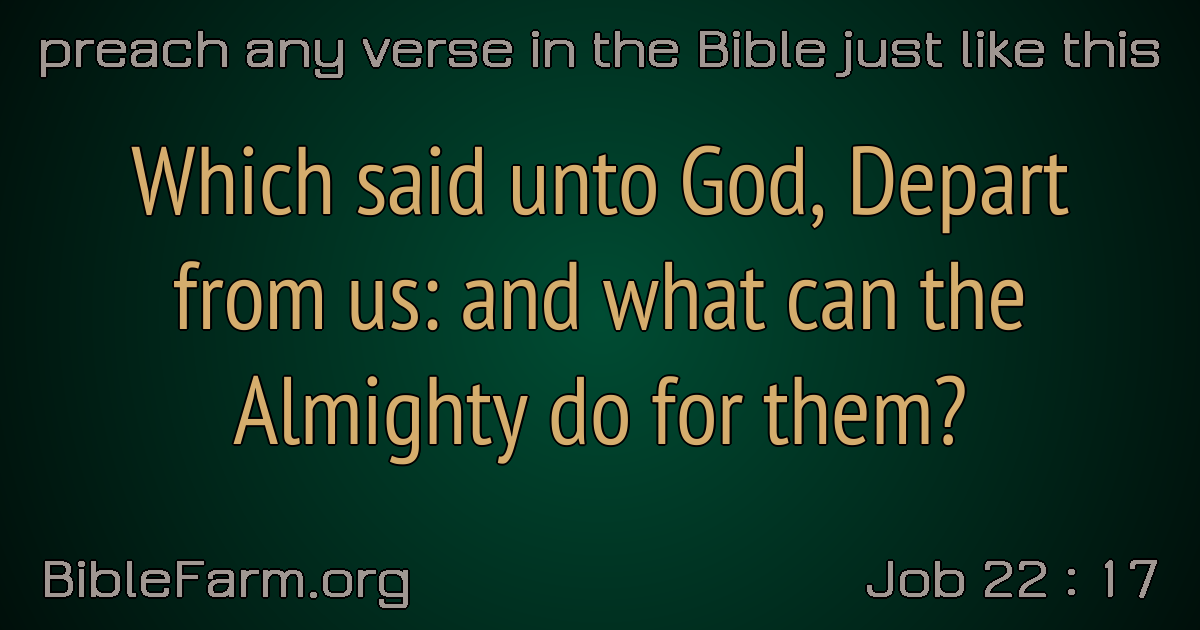 preach any verse in the Bible just like this
Which said unto God, Depart
from us: and what can the
Almighty do for them?
BibleFarm.org
Job 22 : 17